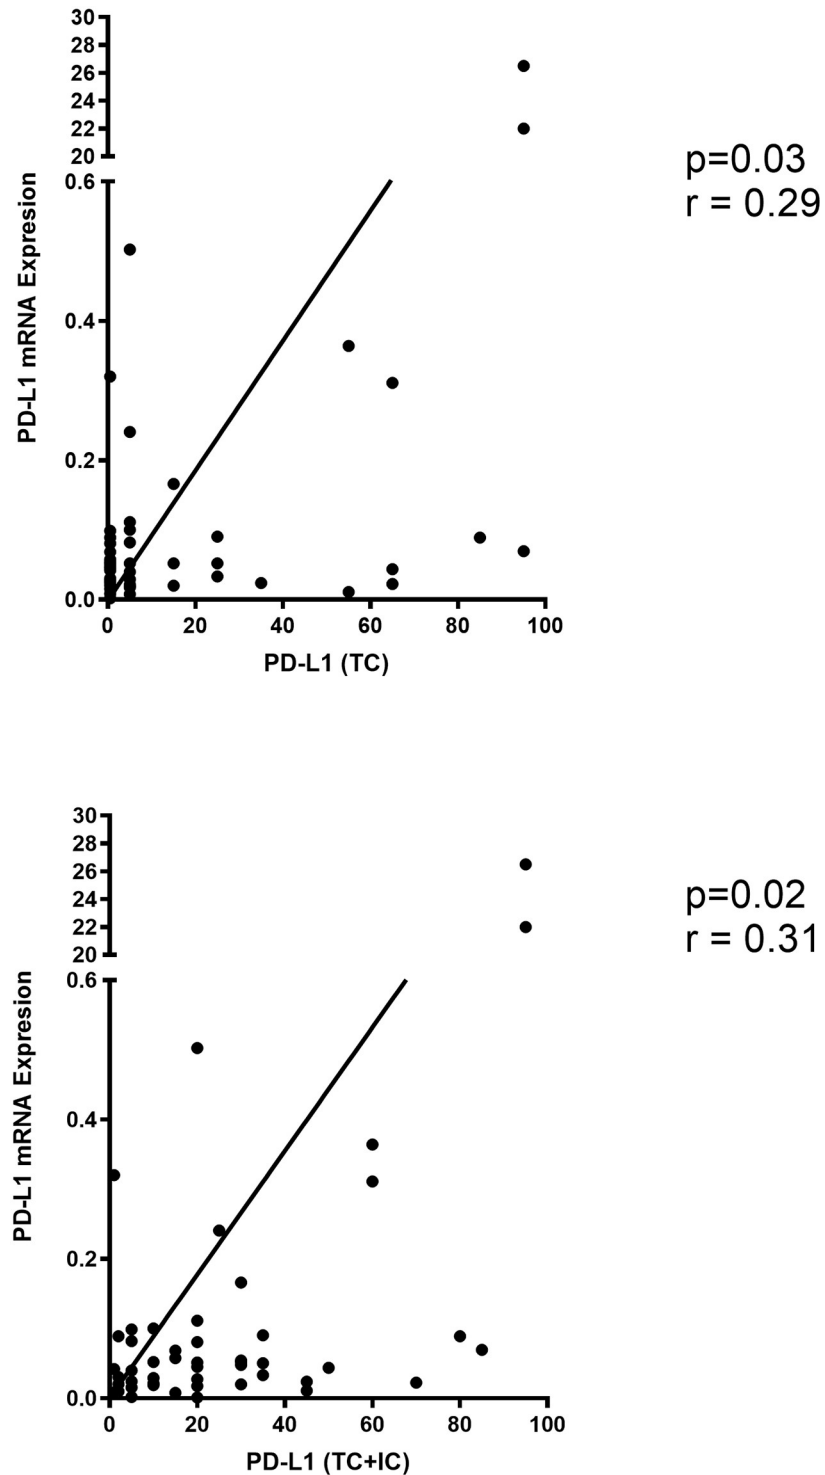 30
28
26
24
22
20
p=0.03
r = 0.29
0.6
0.4
0.2
0.0
PD-L1 mRNA Expresion
0 20 40 60 80 100
PD-L1 (TC)
30
28
26
24
22
20
p=0.02
r = 0.31
0.6
0.4
0.2
0.0
PD-L1 mRNA Expresion
0 20 40 60 80 100
PD-L1 (TC+IC)